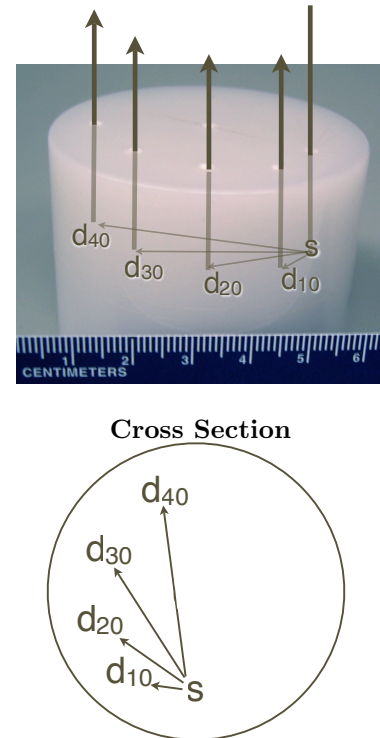 d40
s
d30
d20
d10
1 2 3 4 5 6
CENTIMETERS
Cross Section
d40
d30
d20
d10
s